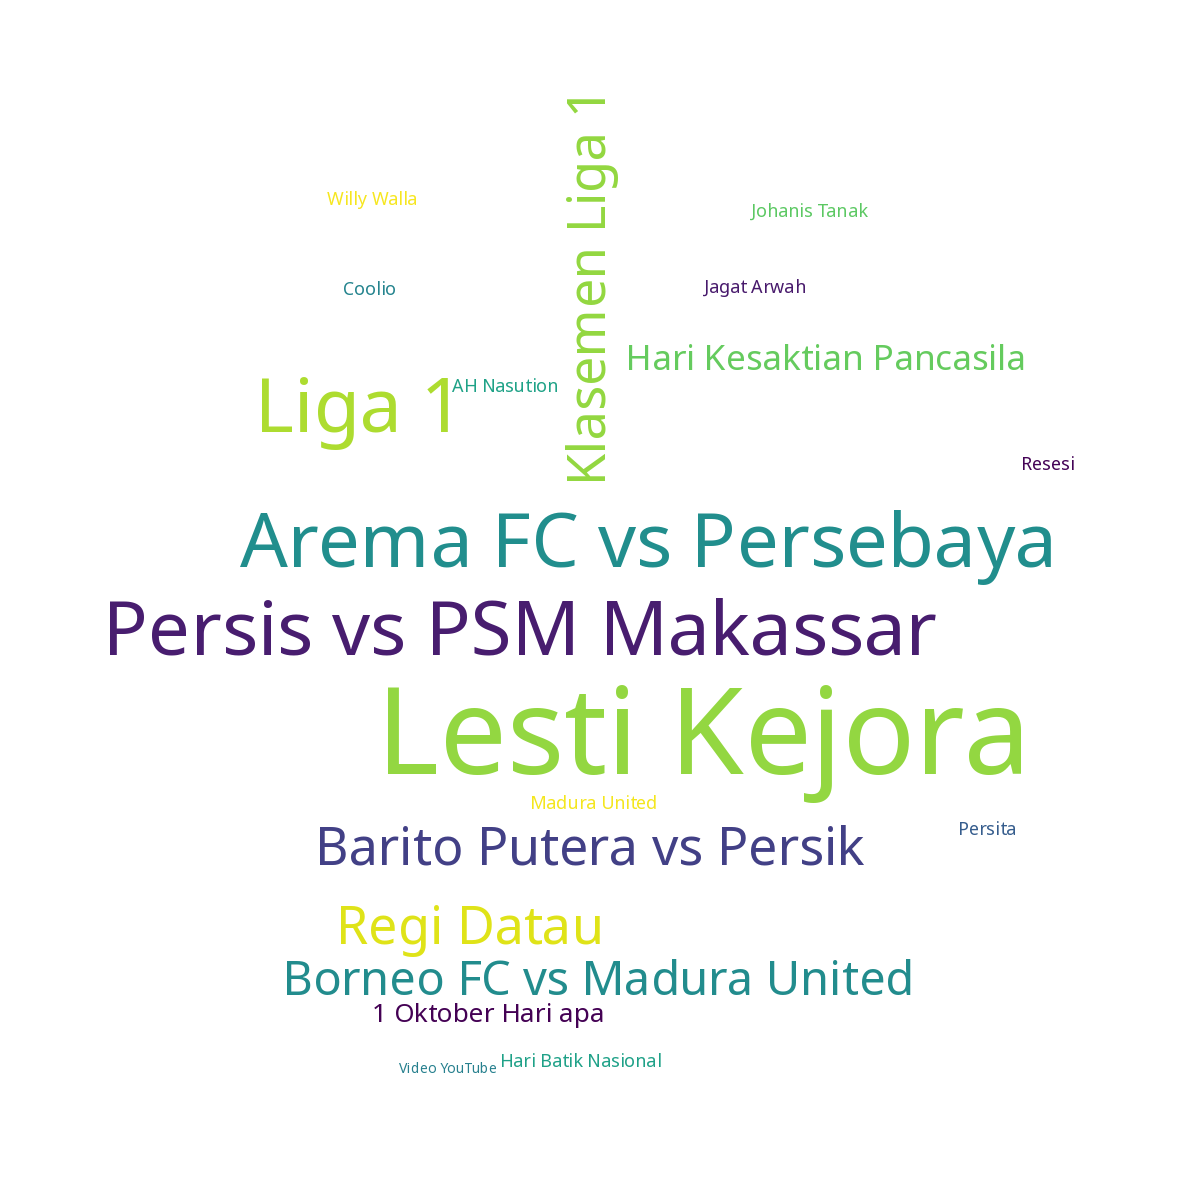 Klasemen Liga 1
Willy Walla
Johanis Tanak
Coolio
Jagat Arwah
Hari Kesaktian Pancasila
Liga 1
AH Nasution
Resesi
Arema FC vs Persebaya
Persis vs PSM Makassar
Lesti Kejora
Madura United
Persita
Barito Putera vs Persik
Regi Datau
Borneo FC vs Madura United
1 Oktober Hari apa
Hari Batik Nasional
Video YouTube